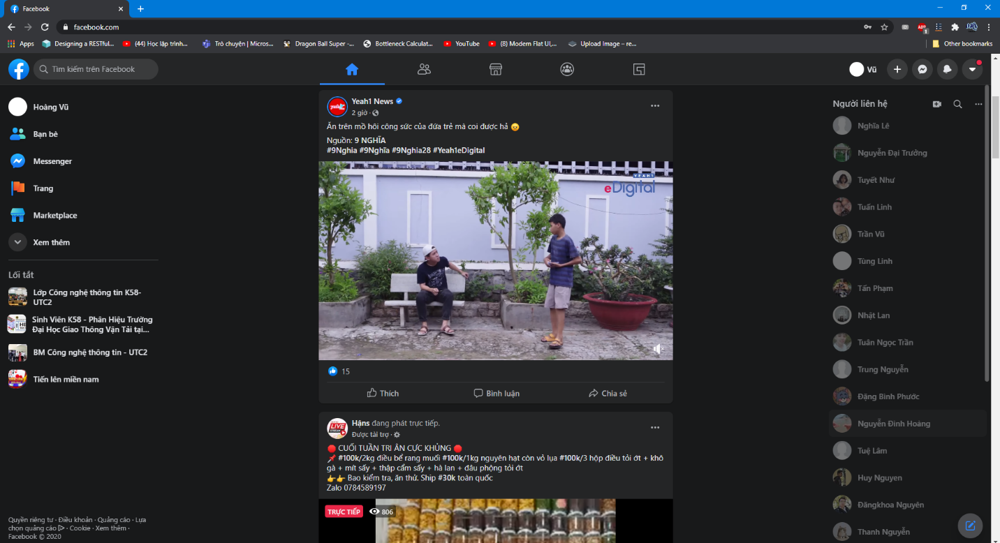 Facebook
facebook.com
ABP
1
Apps
Designing a RESTful...
(44) Học lập trình...
Trò chuyện | Micros...
Dragon Ball Super -...
Bottleneck Calculat...
YouTube
(8) Modern Flat UI,...
Upload Image – re...
Other bookmarks
Tìm kiếm trên Facebook
Vũ
Hoàng Vũ
Bạn bè
Messenger
Trang
Marketplace
Xem thêm
Lối tắt
Lớp Công nghệ thông tin K58-
UTC2
Sinh Viên K58 - Phân Hiệu Trường
Đại Học Giao Thông Vận Tải tại...
BM Công nghệ thông tin - UTC2
Tiến lên miền nam
Quyền riêng tư · Điều khoản · Quảng cáo · Lựa
chọn quảng cáo · Cookie · Xem thêm ·
Facebook © 2020
Yeah1 News
2 giờ ·
Ăn trên mồ hôi công sức của đứa trẻ mà coi được hả
Nguồn: 9 NGHĨA
#9Nghia #9Nghĩa #9Nghia28 #Yeah1eDigital
YEAH1
eDigital
15
Thích
Bình luận
Chia sẻ
LIVE
Hậns đang phát trực tiếp.
Được tài trợ ·
CUỐI TUẦN TRI ÂN CỰC KHỦNG
#100k/2kg điều bể rang muối #100k/1kg nguyên hạt còn vỏ lụa #100k/3 hộp điều tỏi ớt + khô
gà + mít sấy + thập cẩm sấy + hà lan + đâu phộng tỏi ớt
Bao kiểm tra, ăn thử. Ship #30k toàn quốc
Zalo 0784589197
TRỰC TIẾP
806
Người liên hệ
Nghĩa Lê
Nguyễn Đại Trưởng
Tuyết Như
Tuấn Linh
Trần Vũ
Tùng Linh
Tấn Phạm
Nhật Lan
Tuân Ngọc Trần
Trung Nguyễn
Đặng Bình Phước
Nguyễn Đình Hoàng
Tuệ Lâm
Huy Nguyen
Đăngkhoa Nguyên
Thanh Nguyễn